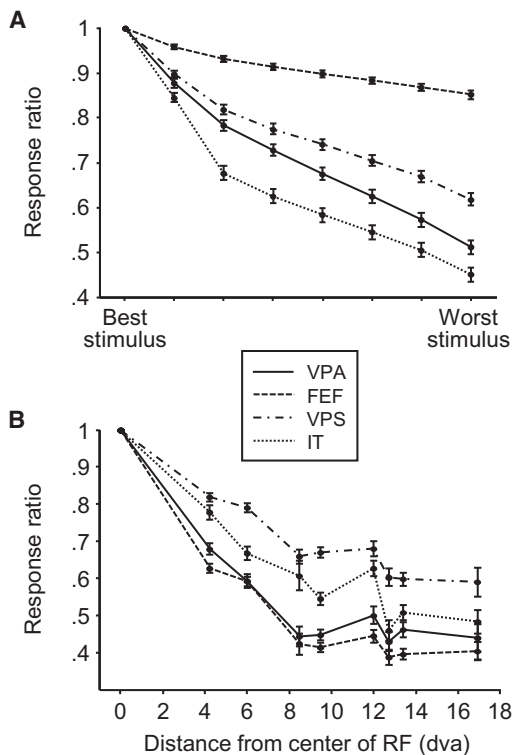 A
Response ratio
1
.9
.8
.7
.6
.5
.4
Best
stimulus
Worst
stimulus
VPA
FEF
VPS
IT
B
Response ratio
1
.9
.8
.7
.6
.5
.4
.3
0 2 4 6 8 10 12 14 16 18
Distance from center of RF (dva)